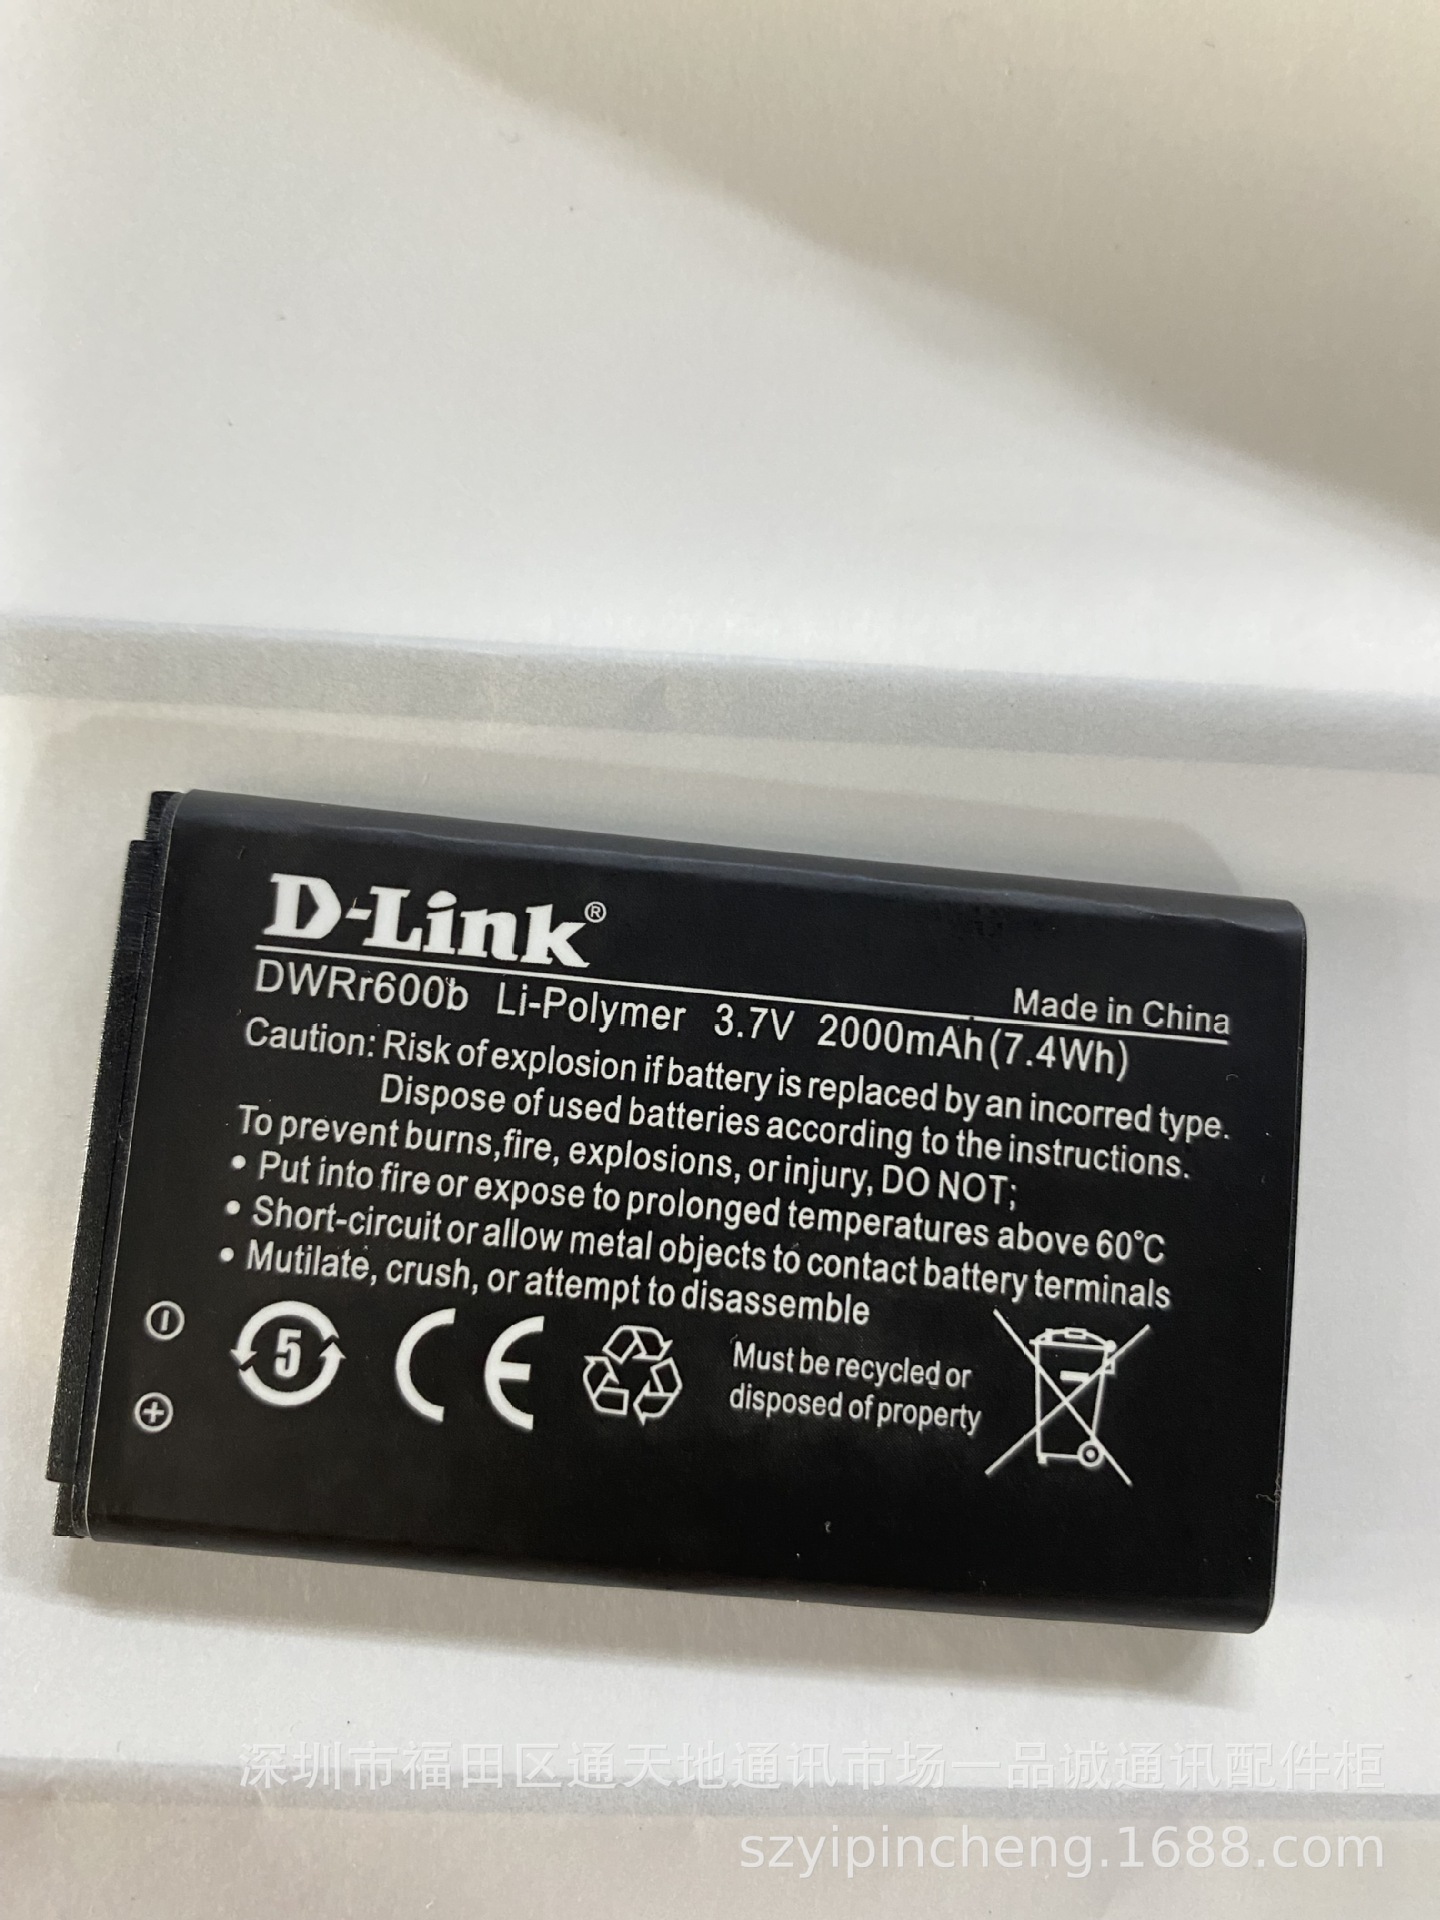 D-Link®
Made in China
DWRr600b Li-Polymer 3.7V 2000mAh(7.4Wh)
Caution: Risk of explosion if battery is replaced by an incorred type.
Dispose of used batteries according to the instructions.
To prevent burns,fire, explosions, or injury, DO NOT;
• Put into fire or expose to prolonged temperatures above 60°C
• Short-circuit or allow metal objects to contact battery terminals
• Mutilate, crush, or attempt to disassemble
5
CE
Must be recycled or
disposed of property
深圳市福田区通天地通讯市场一品诚通讯配件柜
szyipincheng.1688.com